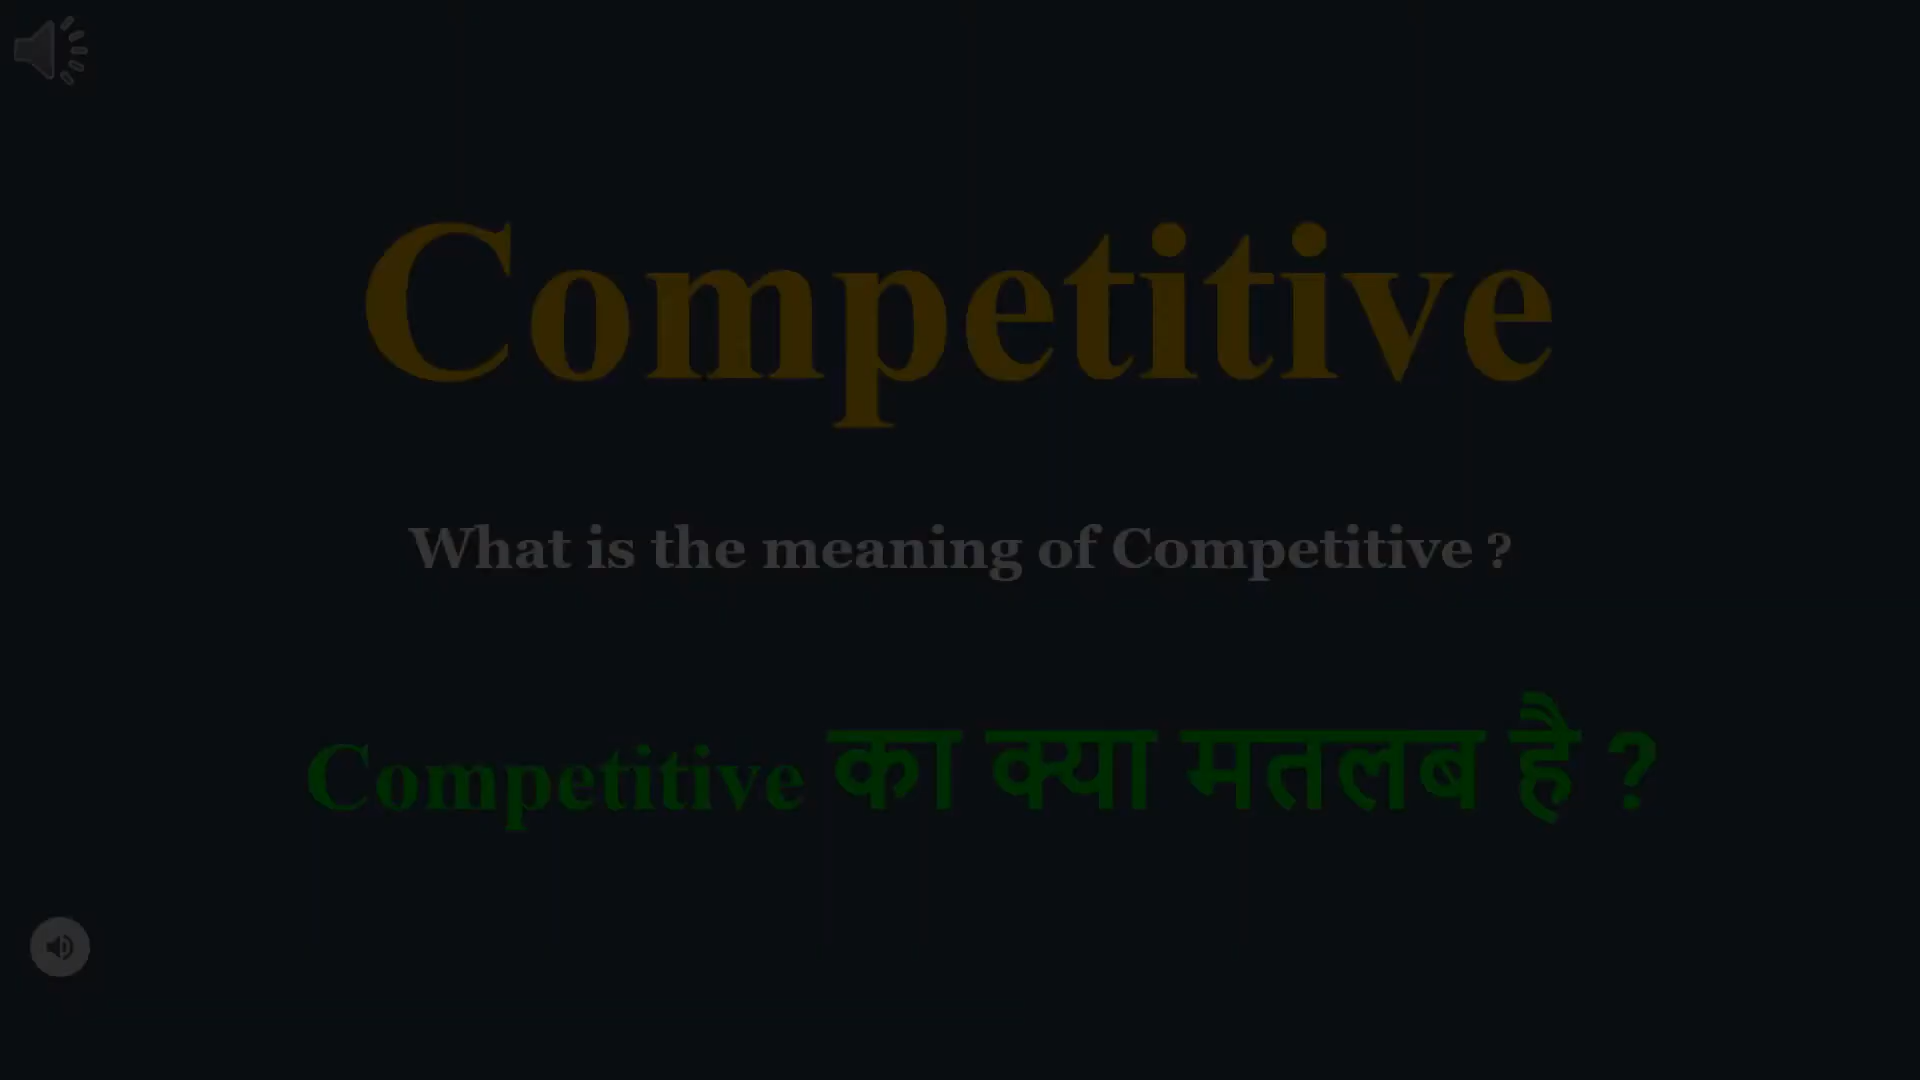 Competitive
What is the meaning of Competitive ?
Competitive का क्या मतलब है ?